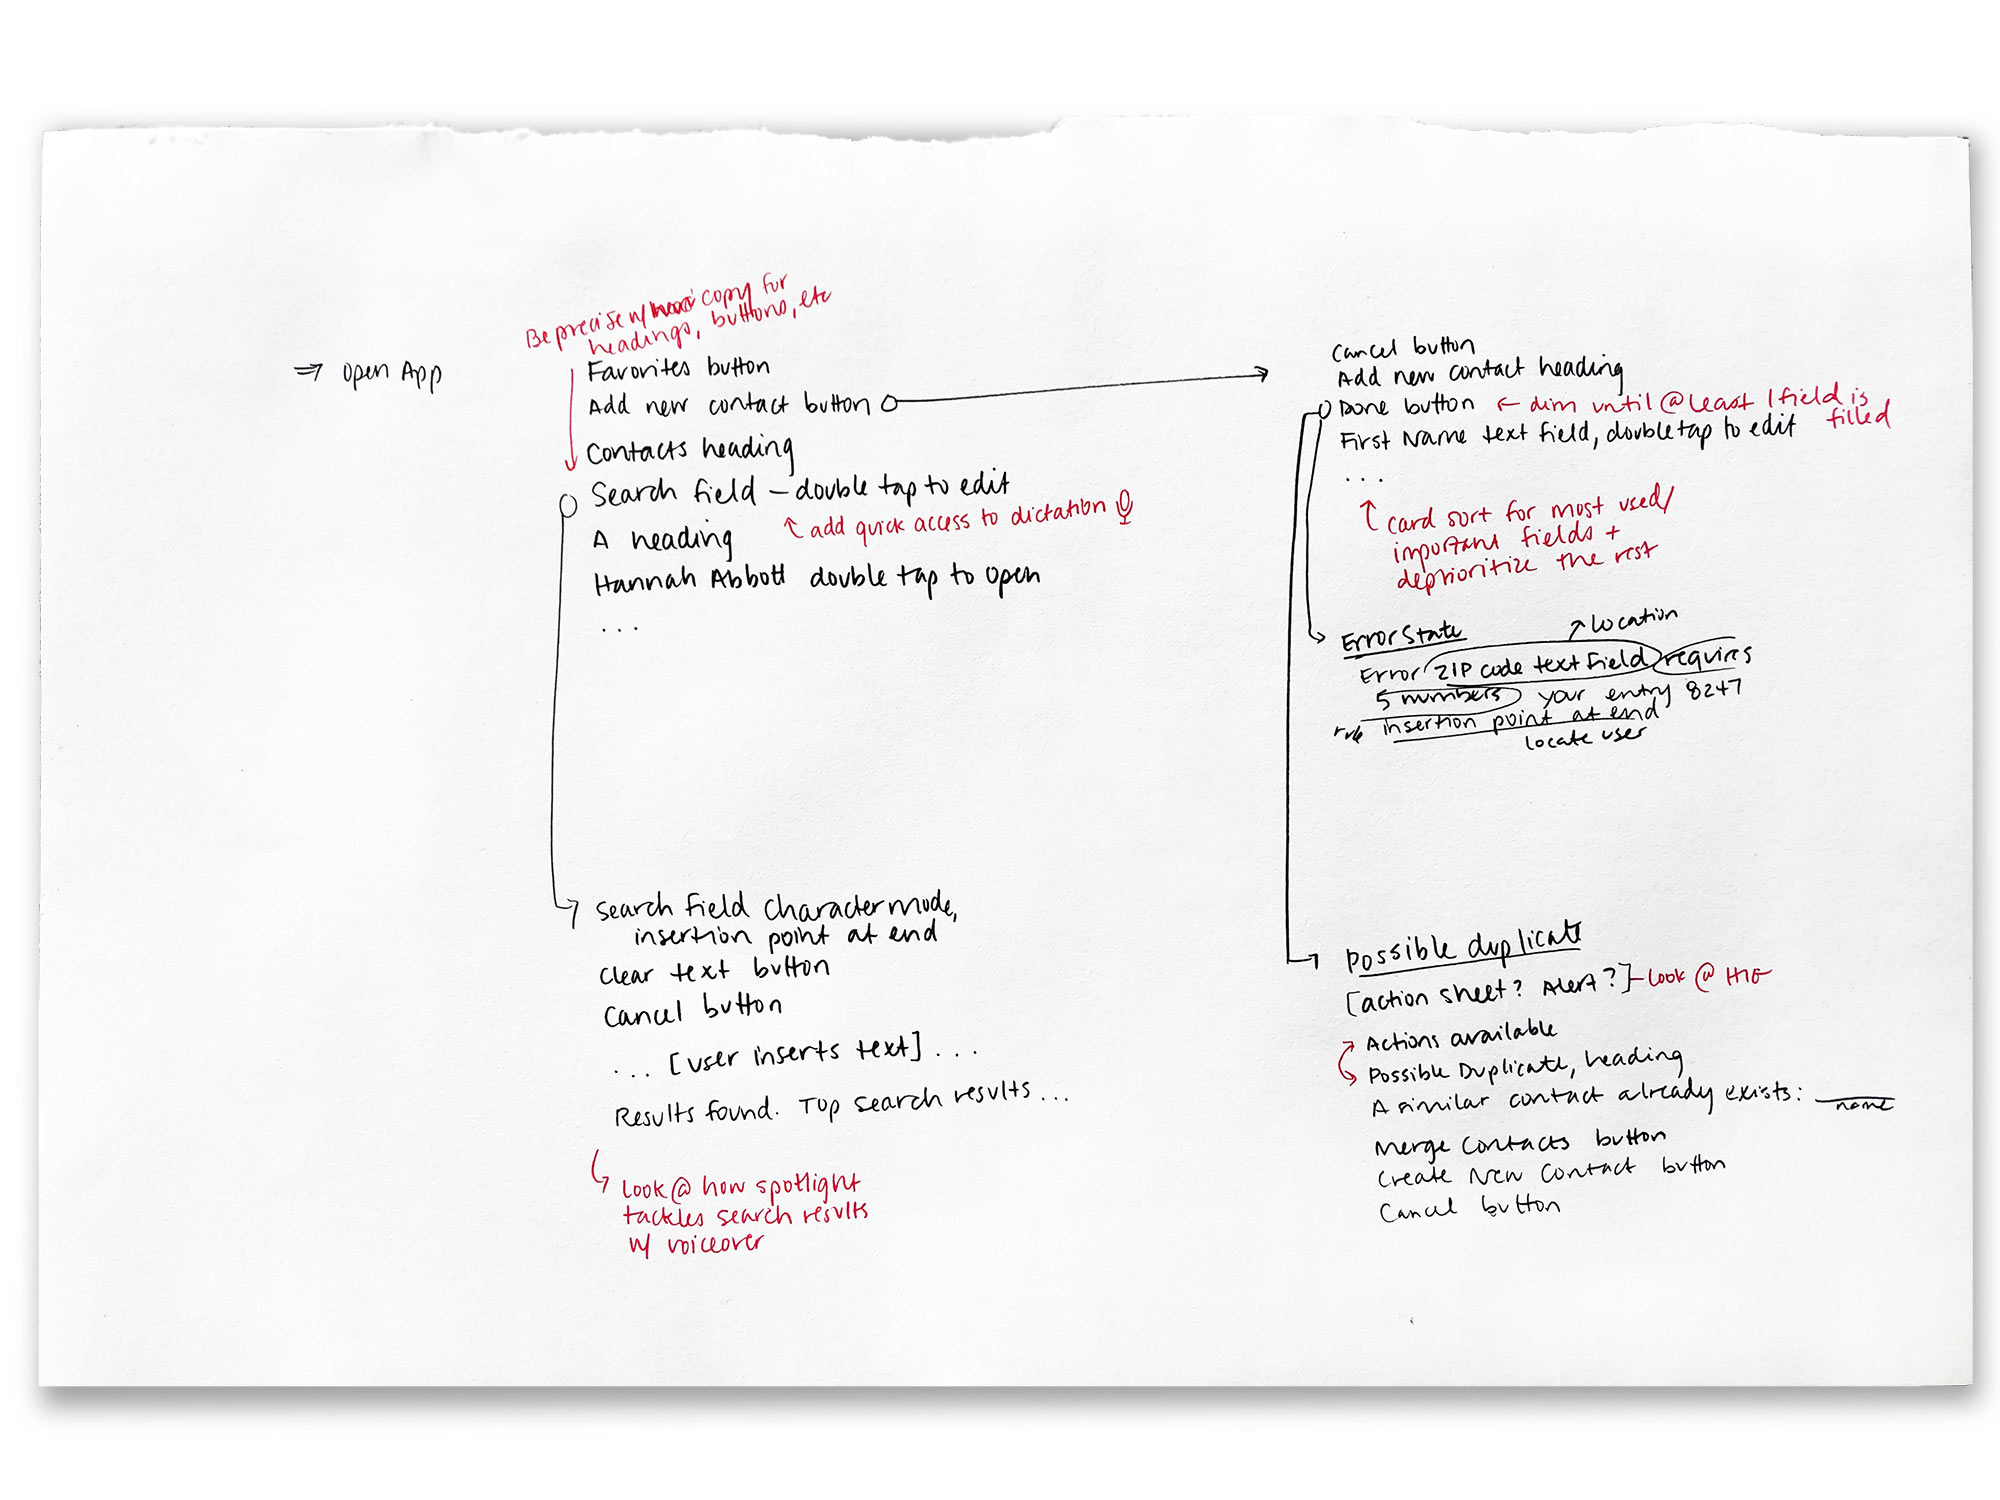 Be precise w/ copy for
headings, buttons, etc
⇒ Open App
Favorites button
Add new contact button
Contacts heading
Search field – double tap to edit
↖ add quick access to dictation
A heading
Hannah Abbott double tap to open
...
Search field character mode,
insertion point at end
Clear text button
Cancel button
... [user inserts text] ...
Results found. Top search results ...
look @ how spotlight
tackles search results
w/ voiceover
Cancel button
Add new contact heading
Done button ← dim until @ least 1 field is
filled
First Name text field, double tap to edit
...
card sort for most used/
important fields +
deprioritize the rest
↗ location
Error State
Error ZIP code text field requires
5 numbers your entry 8247
rule insertion point at end
locate user
Possible duplicate
[action sheet? Alert?] – look @ HIG
Actions available
Possible Duplicate, heading
A similar contact already exists: ____
name
Merge Contacts button
Create New Contact button
Cancel button